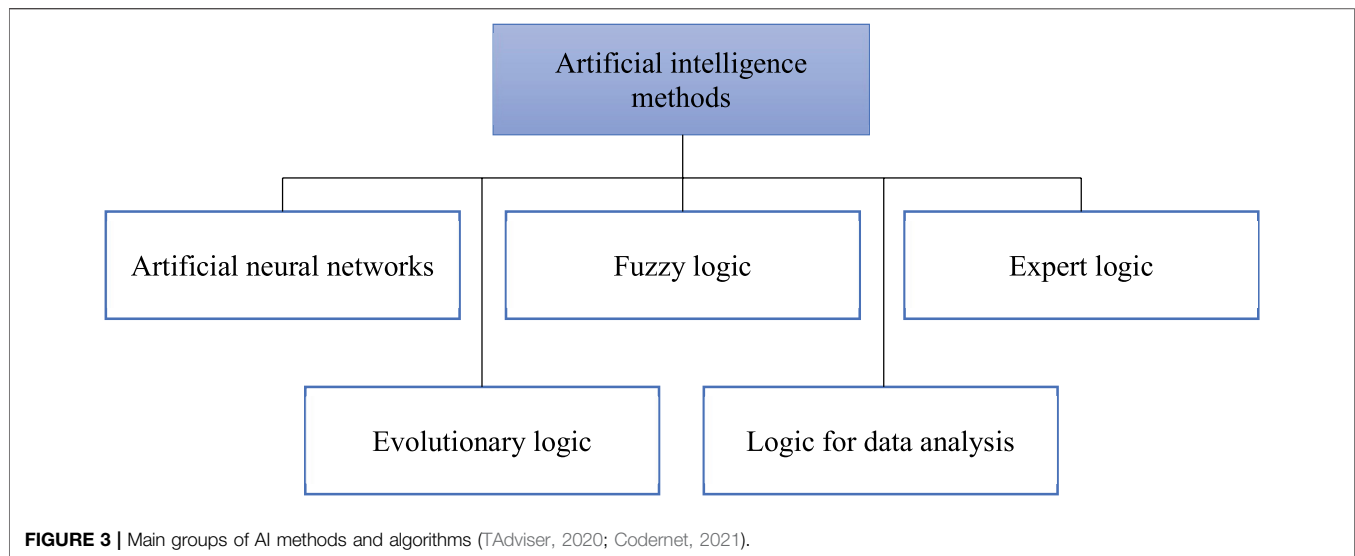 Artificial intelligence
methods
Artificial neural networks
Fuzzy logic
Expert logic
Evolutionary logic
Logic for data analysis
FIGURE 3 | Main groups of AI methods and algorithms (TAdviser, 2020; Codernet, 2021).